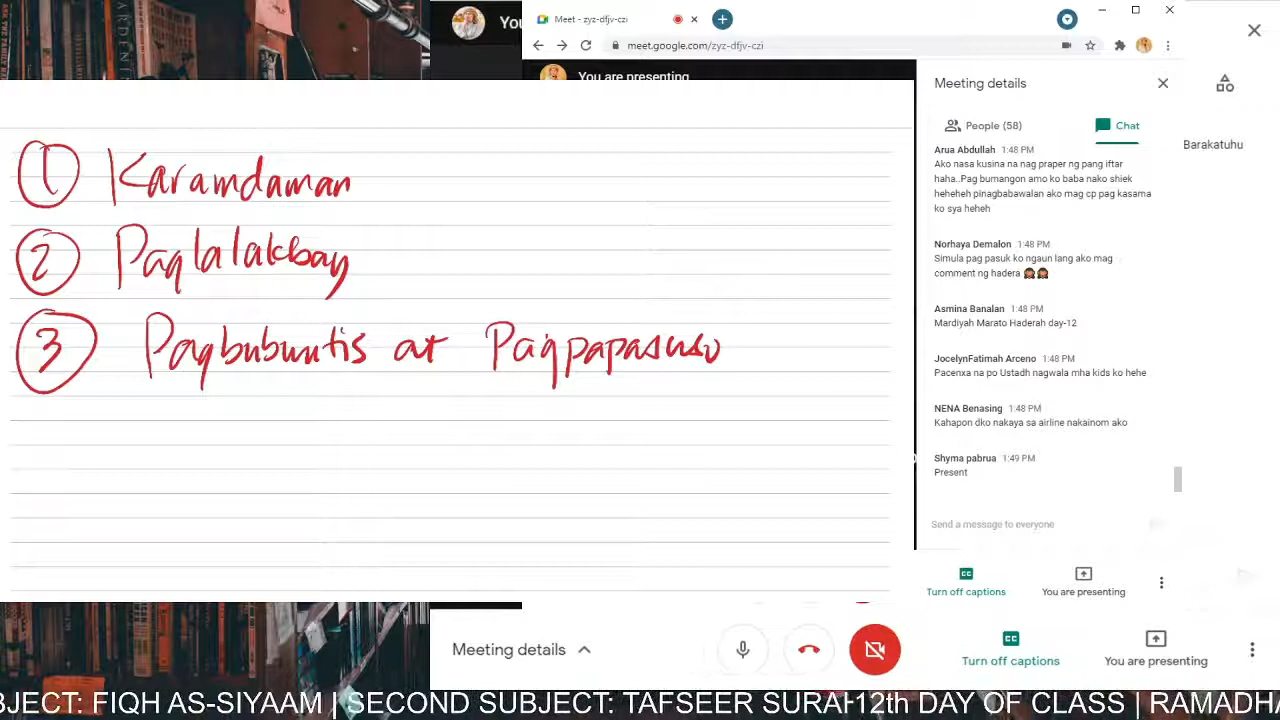 You
Meet - zyz-dfjv-czi
meet.google.com/zyz-dfjv-czi
You are presenting
Meeting details
People (58)
Chat
Barakatuhu
Arua Abdullah 1:48 PM
Ako nasa kusina na nag praper ng pang iftar
haha..Pag bumangon amo ko baba nako shiek
heheheh pinagbabawalan ako mag cp pag kasama
ko sya heheh
Norhaya Demalon 1:48 PM
Simula pag pasuk ko ngaun lang ako mag
comment ng hadera
Asmina Banalan 1:48 PM
Mardiyah Marato Haderah day-12
JocelynFatimah Arceno 1:48 PM
Pacenxa na po Ustadh nagwala mha kids ko hehe
NENA Benasing 1:48 PM
Kahapon dko nakaya sa airline nakainom ako
Shyma pabrua 1:49 PM
Present
Send a message to everyone
Turn off captions
You are presenting
1 Karamdaman
2 Paglalakbay
3 Pagbubuntis at Pagpapasuso
Meeting details
Turn off captions
You are presenting
BJECT: FIQH AS-SIYAAM | SECOND SUBJECT: TAFSEER SURAH 12th DAY OF CLASS | RAMADHA